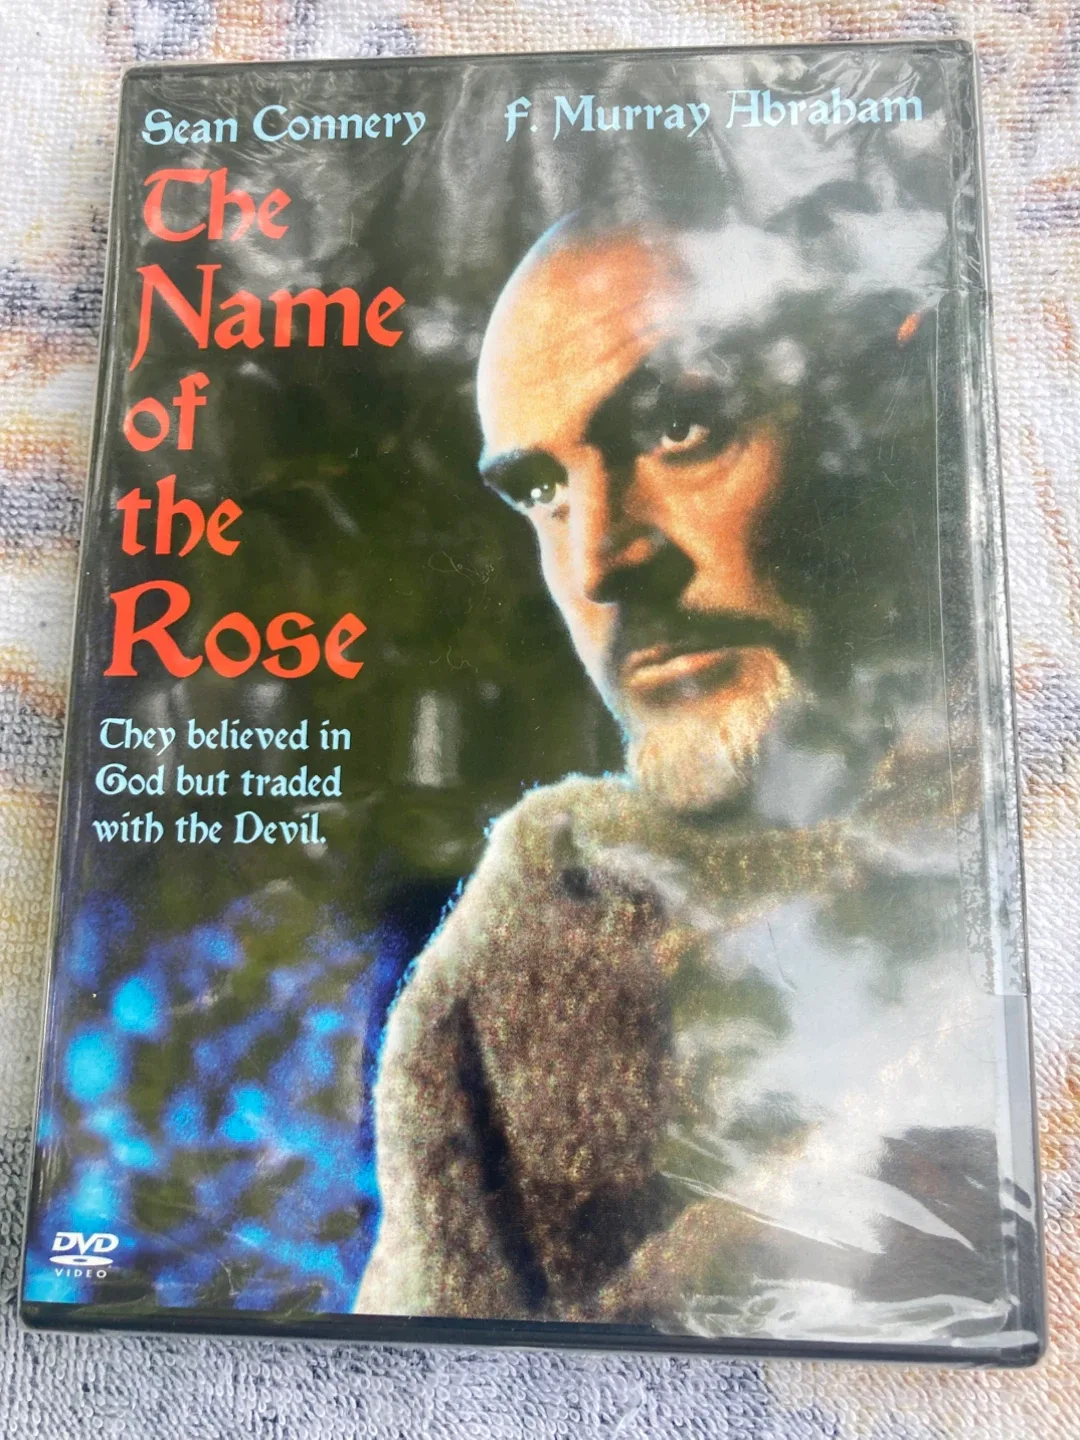 Sean Connery F. Murray Abraham
The
Name
of
the
Rose
They believed in
God but traded
with the Devil.
DVD
VIDEO